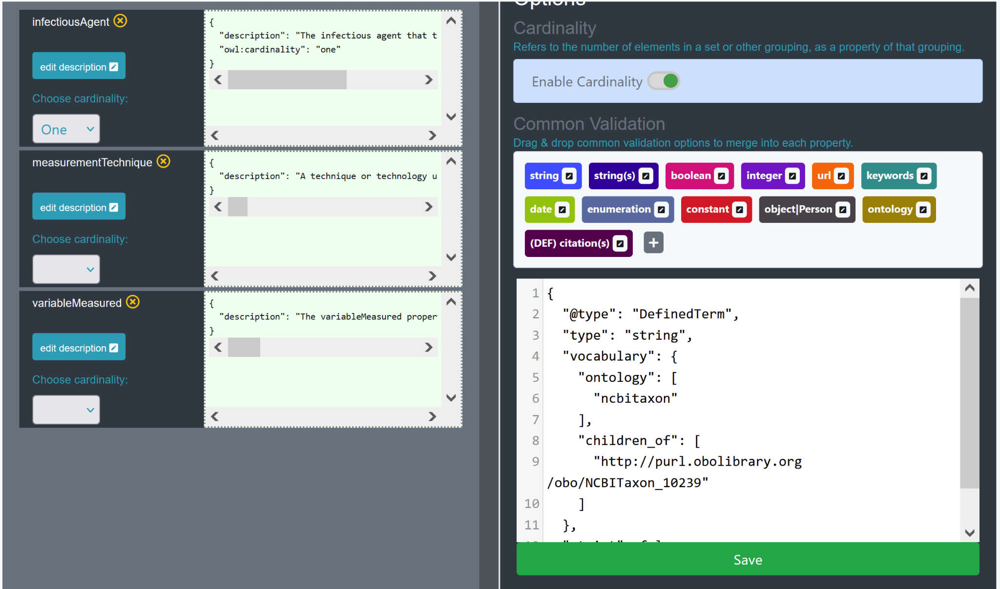 infectiousAgent
edit description
Choose cardinality:
One
{
"description": "The infectious agent that t
"owl:cardinality": "one"
}
measurementTechnique
edit description
Choose cardinality:
{
"description": "A technique or technology u
}
variableMeasured
edit description
Choose cardinality:
{
"description": "The variableMeasured proper
}
Options
Cardinality
Refers to the number of elements in a set or other grouping, as a property of that grouping.
Enable Cardinality
Common Validation
Drag & drop common validation options to merge into each property.
string string(s) boolean integer url keywords
date enumeration constant object|Person ontology
(DEF) citation(s) +
1 {
2 "@type": "DefinedTerm",
3 "type": "string",
4 "vocabulary": {
5 "ontology": [
6 "ncbitaxon"
7 ],
8 "children_of": [
9 "http://purl.obolibrary.org
/obo/NCBITaxon_10239"
10 ]
11 },
Save